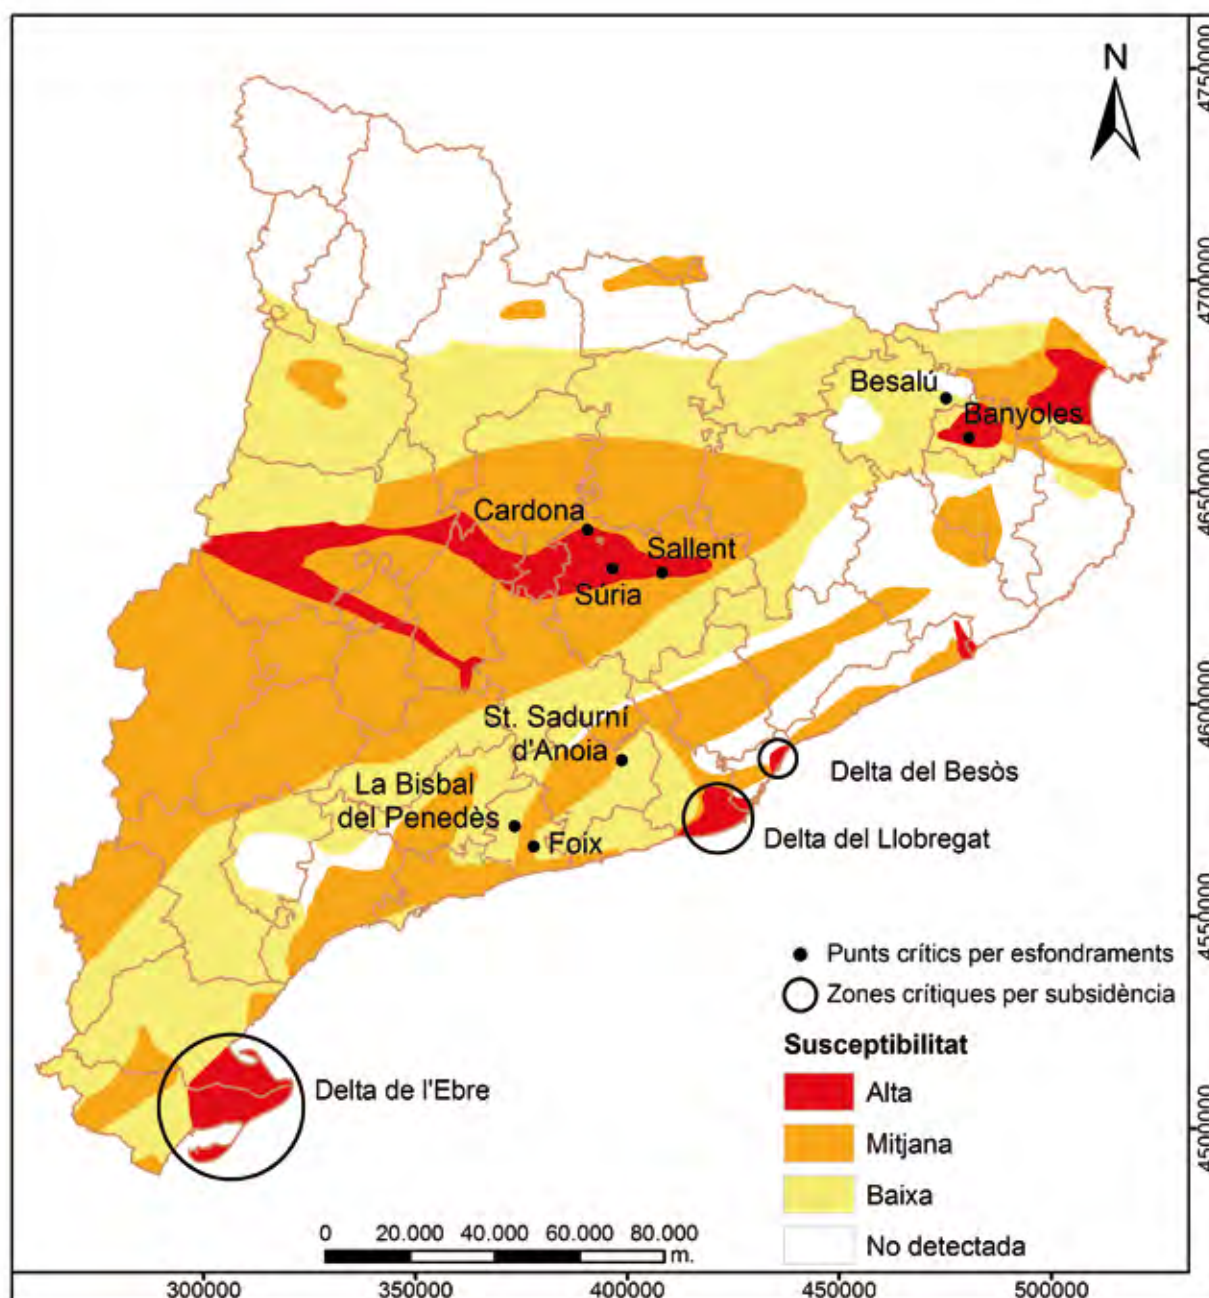 N
Besalú
Banyoles
Cardona
Sallent
Súria
St. Sadurní
d'Anoia
La Bisbal
del Penedès
Foix
Delta del Besòs
Delta del Llobregat
Delta de l'Ebre
Punts crítics per esfondraments
Zones crítiques per subsidència
Susceptibilitat
Alta
Mitjana
Baixa
No detectada
0 20.000 40.000 60.000 80.000
m.
300000 350000 400000 450000 500000
4750000
4700000
4650000
4600000
4550000
4500000